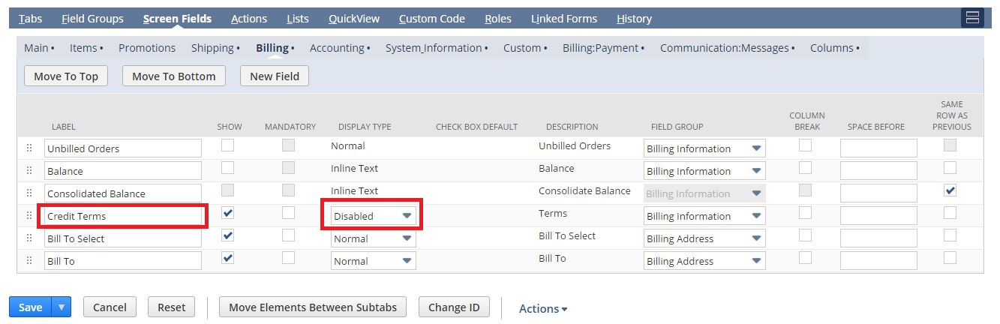 Tabs Field Groups Screen Fields Actions Lists QuickView Custom Code Roles Linked Forms History
Main • Items • Promotions Shipping • Billing • Accounting • System_Information • Custom • Billing:Payment • Communication:Messages • Columns •
Move To Top Move To Bottom New Field
LABEL SHOW MANDATORY DISPLAY TYPE CHECK BOX DEFAULT DESCRIPTION FIELD GROUP COLUMN BREAK SPACE BEFORE SAME ROW AS PREVIOUS
Unbilled Orders Normal Unbilled Orders Billing Information
Balance Inline Text Balance Billing Information
Consolidated Balance Inline Text Consolidate Balance Billing Information
Credit Terms Disabled Terms Billing Information
Bill To Select Normal Bill To Select Billing Address
Bill To Normal Bill To Billing Address
Save Cancel Reset Move Elements Between Subtabs Change ID Actions